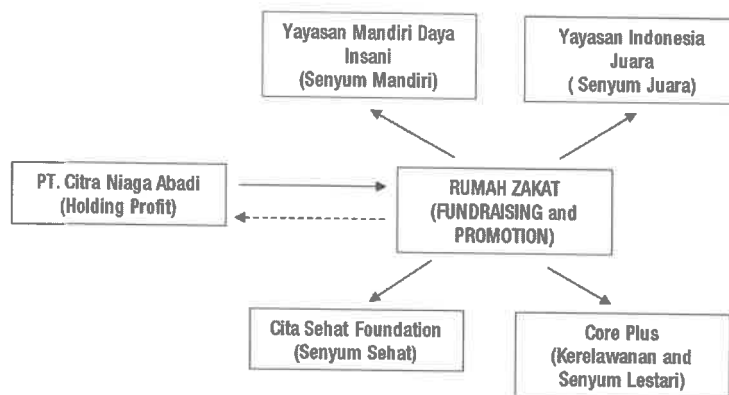 Yayasan Mandiri Daya
Insani
(Senyum Mandiri)
Yayasan Indonesia
Juara
( Senyum Juara)
PT. Citra Niaga Abadi
(Holding Profit)
RUMAH ZAKAT
(FUNDRAISING and
PROMOTION)
Cita Sehat Foundation
(Senyum Sehat)
Core Plus
(Kerelawanan and
Senyum Lestari)